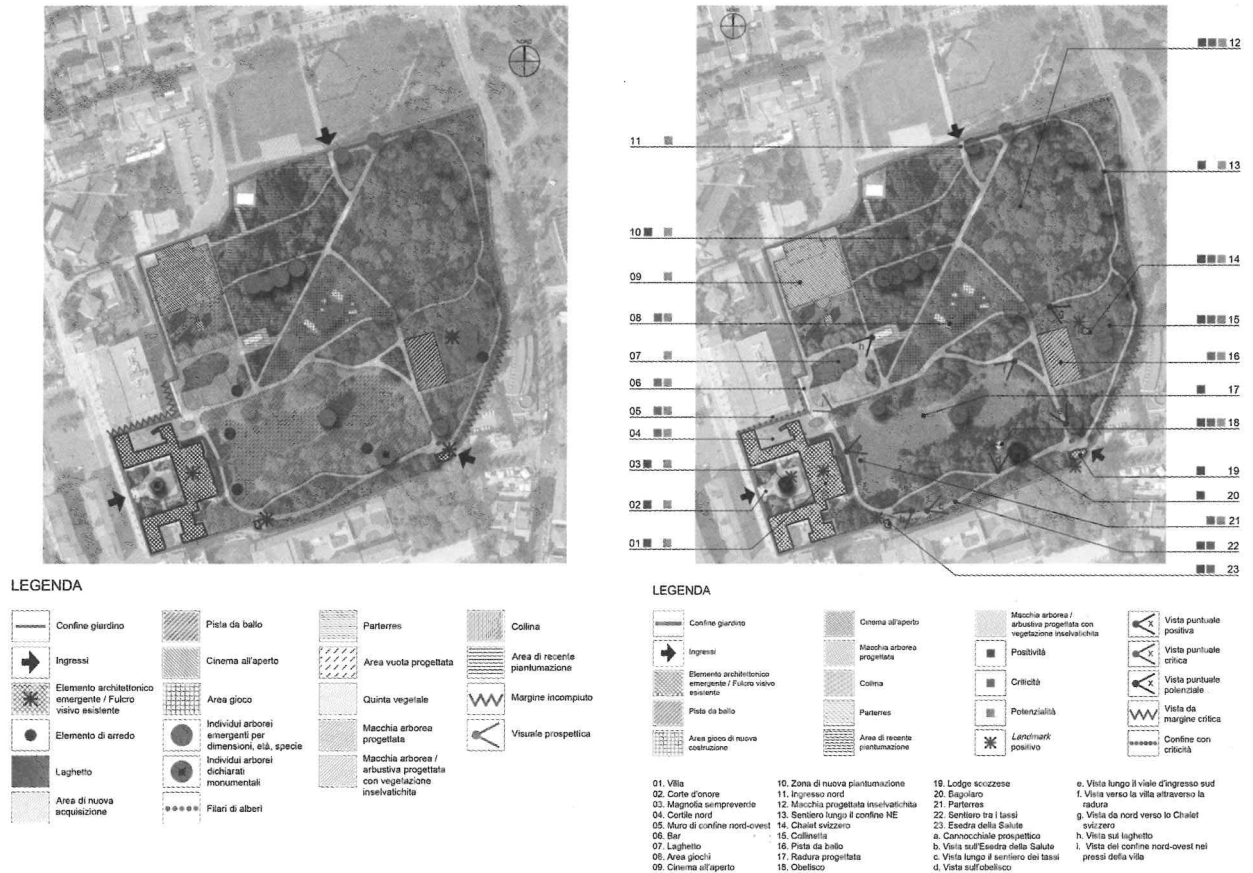 NORD
LEGENDA
Confine giardino
Ingressi
Elemento architettonico
emergente / Fulcro
visivo esistente
Elemento di arredo
Laghetto
Area di nuova
acquisizione
Pista da ballo
Cinema all'aperto
Area gioco
Individui arborei
emergenti per
dimensioni, età, specie
Individui arborei
dichiarati
monumentali
Filari di alberi
Parterres
Area vuota progettata
Quinta vegetale
Macchia arborea
progettata
Macchia arborea /
arbustiva progettata
con vegetazione
inselvatichita
Collina
Area di recente
piantumazione
Margine incompiuto
Visuale prospettica
NORD
11
10
09
08
07
06
05
04
03
02
01
12
13
14
15
16
17
18
19
20
21
22
23
h
LEGENDA
Confine giardino
Ingressi
Elemento architettonico
emergente / Fulcro visivo
esistente
Pista da ballo
Area gioco di nuova
costruzione
Cinema all'aperto
Macchia arborea
progettata
Collina
Parterres
Area di recente
piantumazione
Macchia arborea /
arbustiva progettata con
vegetazione inselvatichita
Positività
Criticità
Potenzialità
Landmark
positivo
Vista puntuale
positiva
Vista puntuale
critica
Vista puntuale
potenziale
Vista da
margine critica
Confine con
criticità
01. Villa
02. Corte d'onore
03. Magnolia sempreverde
04. Cortile nord
05. Muro di confine nord-ovest
06. Bar
07. Laghetto
08. Area giochi
09. Cinema all'aperto
10. Zona di nuova piantumazione
11. Ingresso nord
12. Macchia progettata inselvatichita
13. Sentiero lungo il confine NE
14. Chalet svizzero
15. Collinetta
16. Pista da ballo
17. Radura progettata
18. Obelisco
19. Lodge scozzese
20. Bagolaro
21. Parterres
22. Sentiero tra i tassi
23. Esedra della Salute
a. Cannocchiale prospettico
b. Vista sull'Esedra della Salute
c. Vista lungo il sentiero dei tassi
d. Vista sull'obelisco
e. Vista lungo il viale d'ingresso sud
f. Vista verso la villa attraverso la
radura
g. Vista da nord verso lo Chalet
svizzero
h. Vista sul laghetto
i. Vista del confine nord-ovest nei
pressi della villa